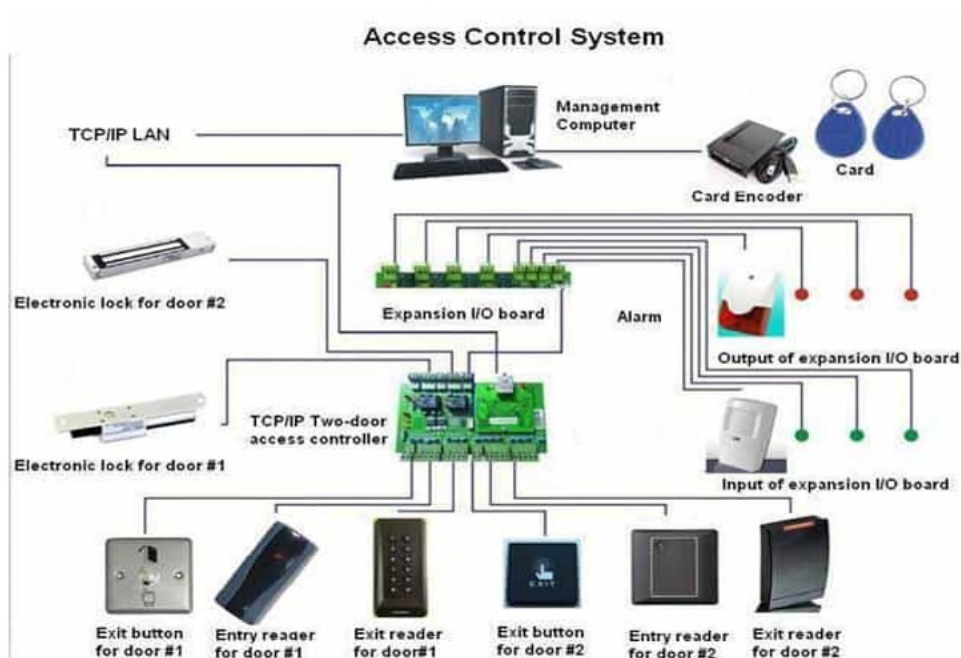 Access Control System
TCP/IP LAN
Management
Computer
Card Encoder
Card
Electronic lock for door #2
Expansion I/O board
Alarm
Output of expansion I/O board
TCP/IP Two-door
access controller
Electronic lock for door #1
Input of expansion I/O board
EXIT
Exit button
for door #1
Entry reader
for door #1
Exit reader
for door#1
Exit button
for door #2
Entry reader
for door #2
Exit reader
for door #2